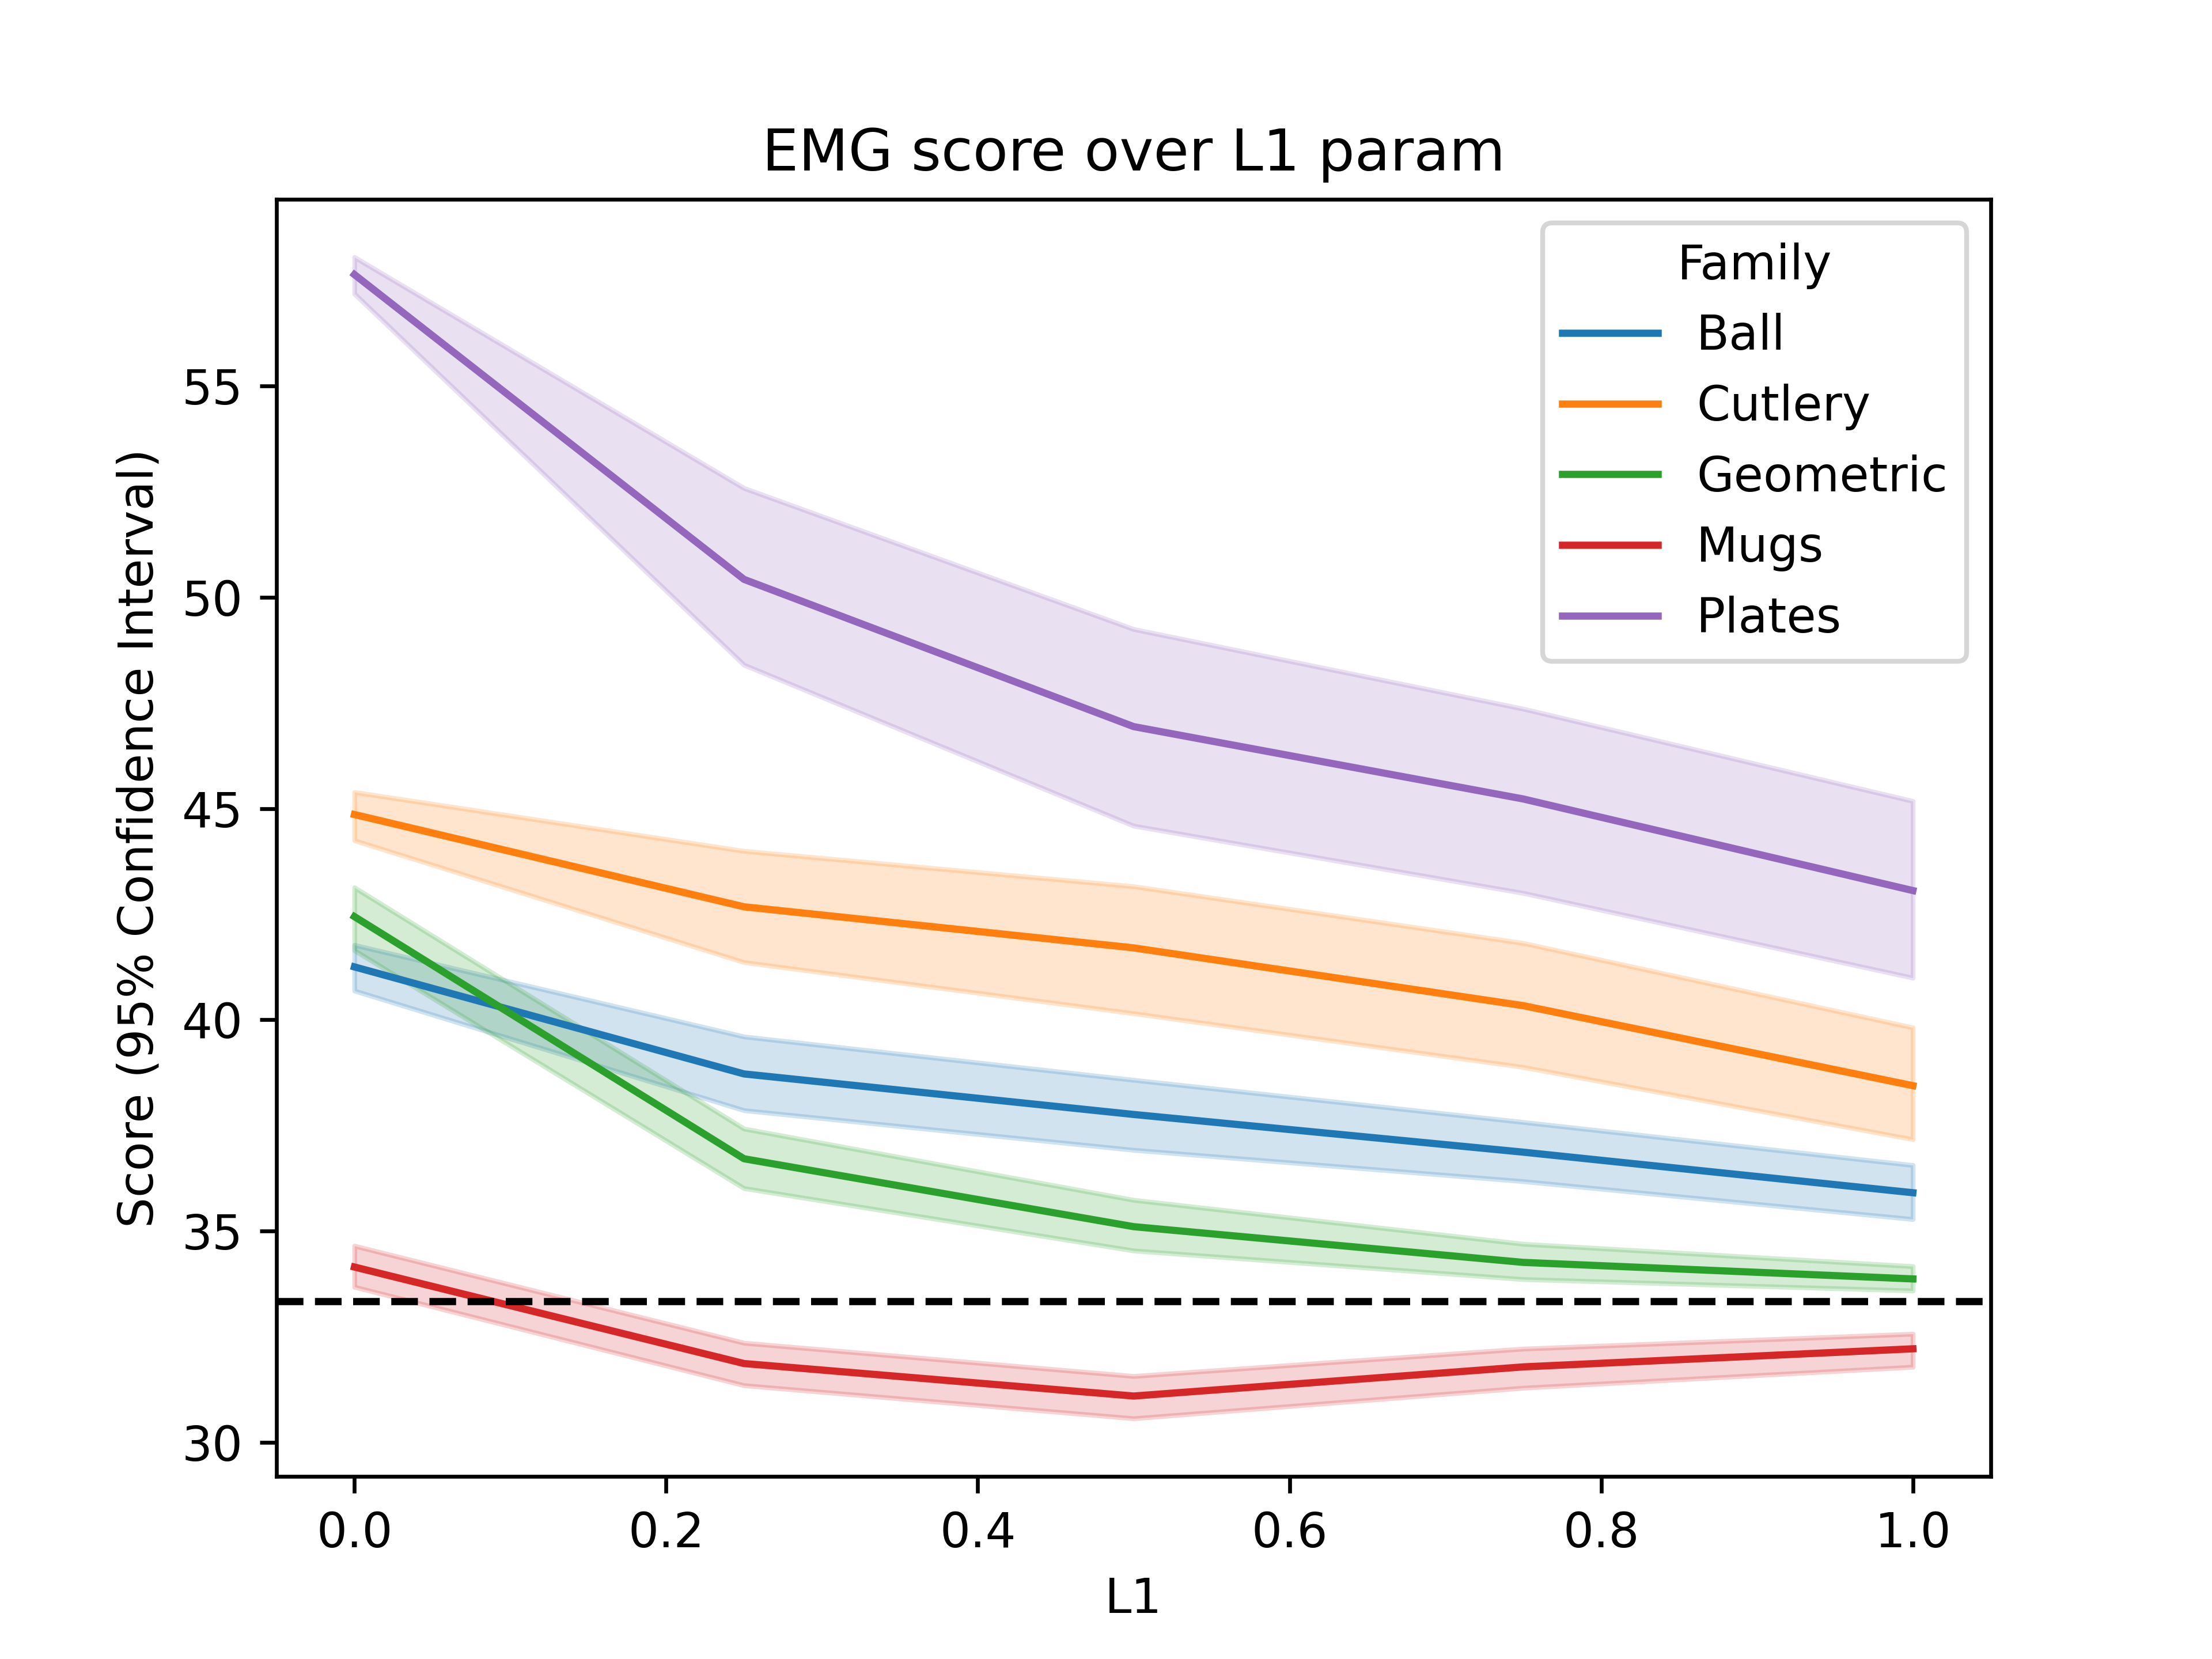 EMG score over L1 param
Score (95% Confidence Interval)
55
50
45
40
35
30
Family
Ball
Cutlery
Geometric
Mugs
Plates
0.0 0.2 0.4 0.6 0.8 1.0
L1